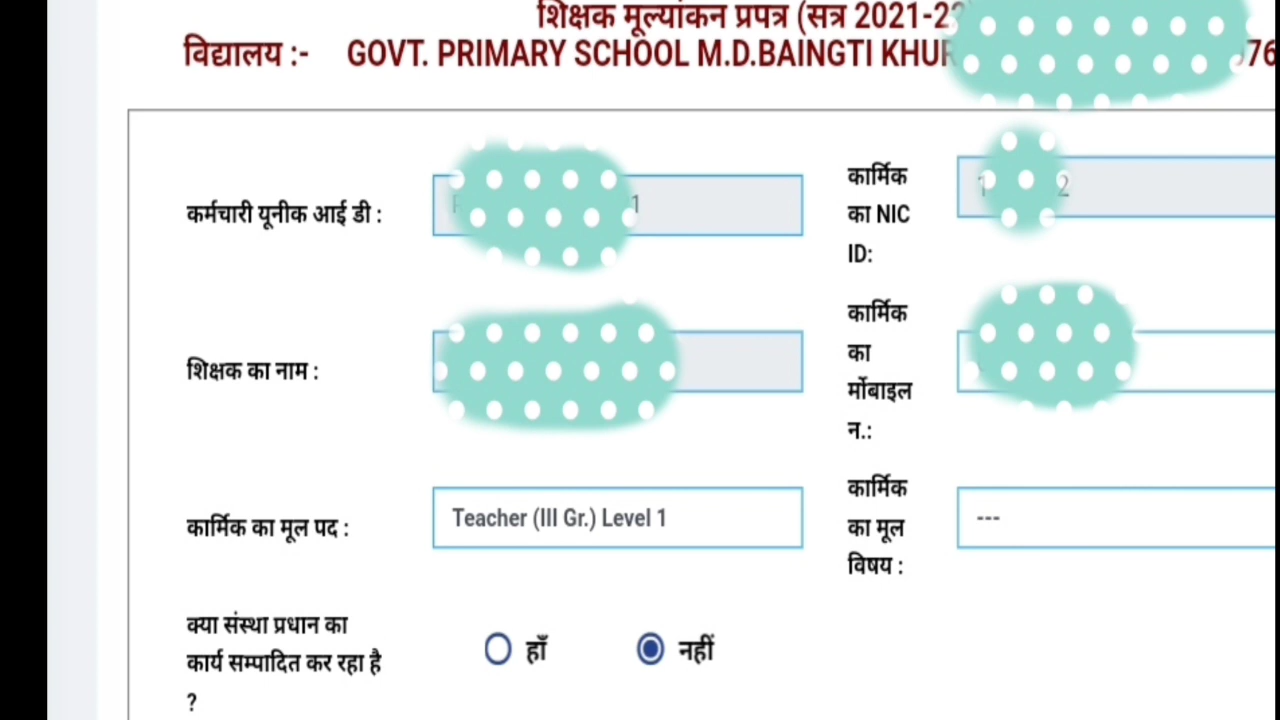 शिक्षक मूल्यांकन प्रपत्र (सत्र 2021-22
विद्यालय :- GOVT. PRIMARY SCHOOL M.D.BAINGTI KHUR
कर्मचारी यूनीक आई डी :
कार्मिक
का NIC
ID:
शिक्षक का नाम :
कार्मिक
का
र्मोबाइल
न.:
कार्मिक का मूल पद : Teacher (III Gr.) Level 1
कार्मिक
का मूल
विषय : ---
क्या संस्था प्रधान का
कार्य सम्पादित कर रहा है
?
हाँ नहीं